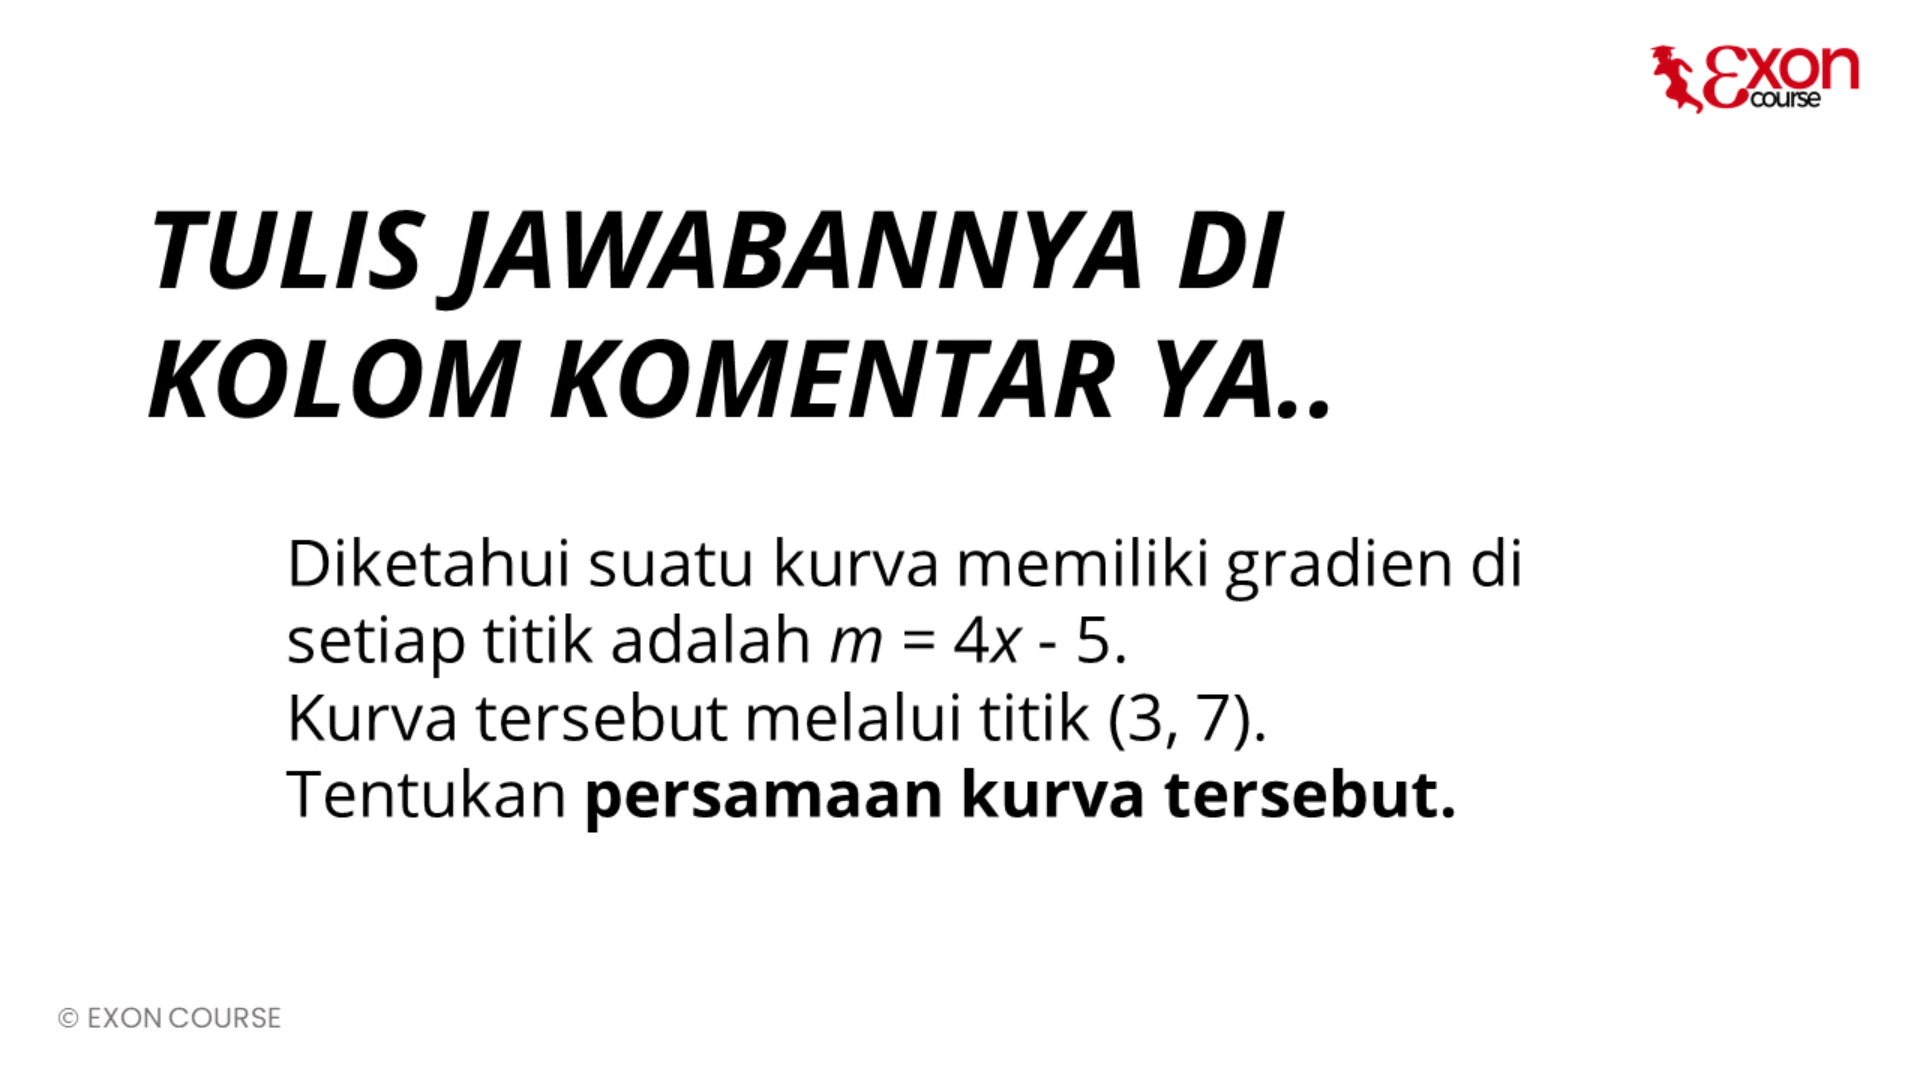 εxon
course
TULIS JAWABANNYA DI
KOLOM KOMENTAR YA..
Diketahui suatu kurva memiliki gradien di
setiap titik adalah m = 4x - 5.
Kurva tersebut melalui titik (3, 7).
Tentukan persamaan kurva tersebut.
© EXON COURSE